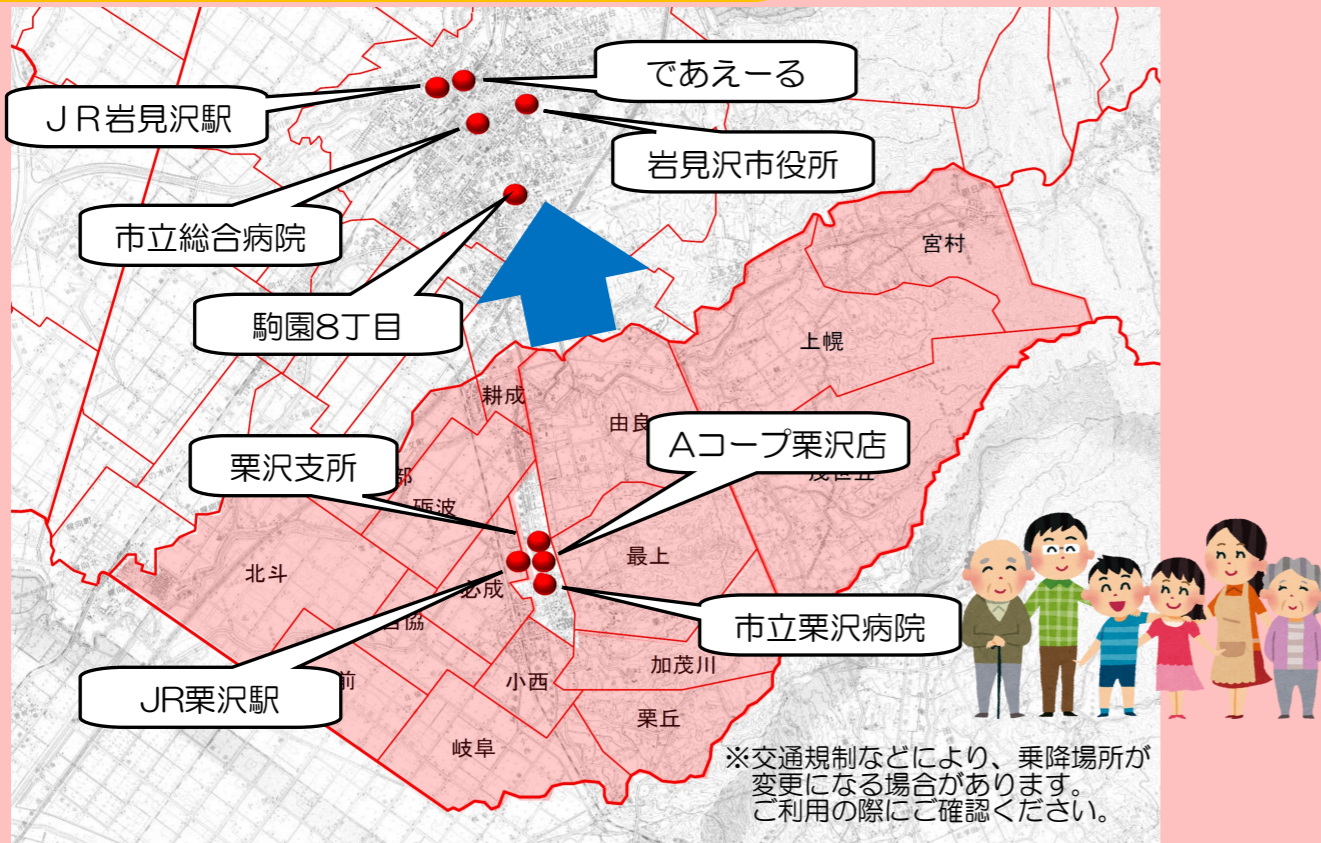 であえーる
ＪＲ岩見沢駅
岩見沢市役所
市立総合病院
宮村
駒園8丁目
上幌
耕成
由良
Aコープ栗沢店
栗沢支所
部
砺波
最上
北斗
必成
市立栗沢病院
加茂川
JR栗沢駅
前
小西
栗丘
岐阜
※交通規制などにより、乗降場所が
変更になる場合があります。
ご利用の際にご確認ください。